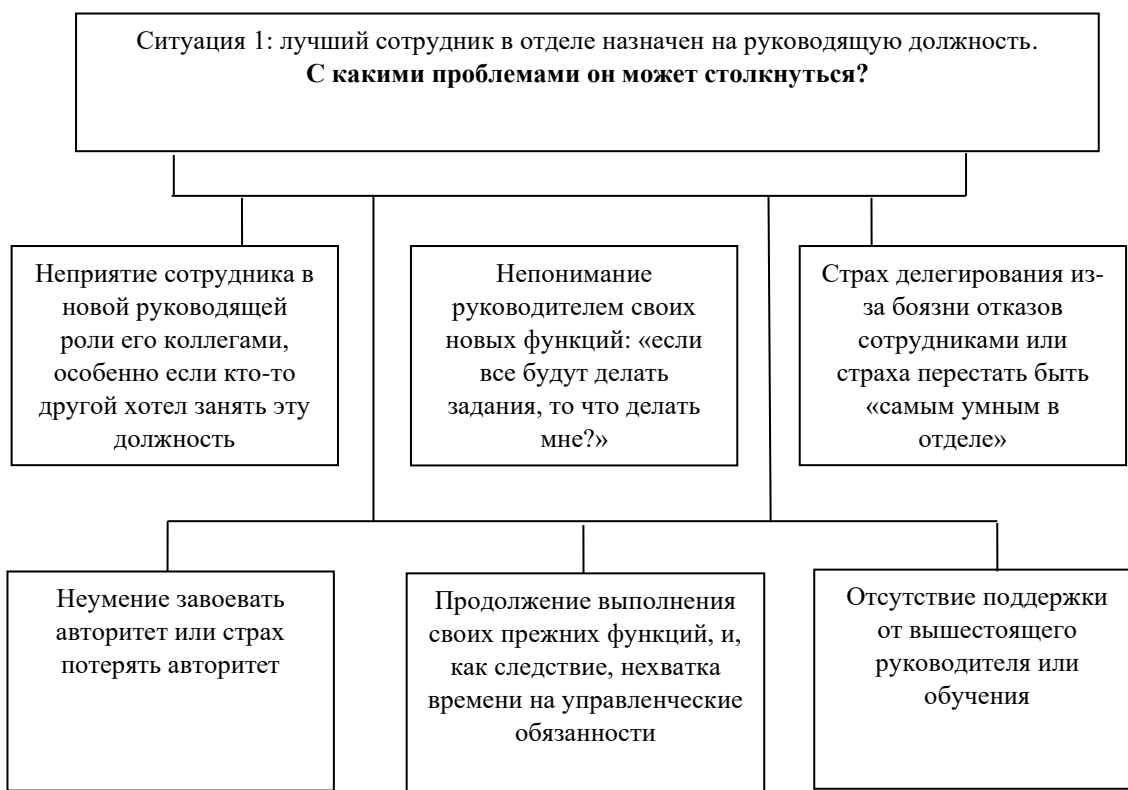 Ситуация 1: лучший сотрудник в отделе назначен на руководящую должность.
С какими проблемами он может столкнуться?
Неприятие сотрудника в
новой руководящей
роли его коллегами,
особенно если кто-то
другой хотел занять эту
должность
Непонимание
руководителем своих
новых функций: «если
все будут делать
задания, то что делать
мне?»
Страх делегирования из-
за боязни отказов
сотрудниками или
страха перестать быть
«самым умным в
отделе»
Неумение завоевать
авторитет или страх
потерять авторитет
Продолжение выполнения
своих прежних функций, и,
как следствие, нехватка
времени на управленческие
обязанности
Отсутствие поддержки
от вышестоящего
руководителя или
обучения